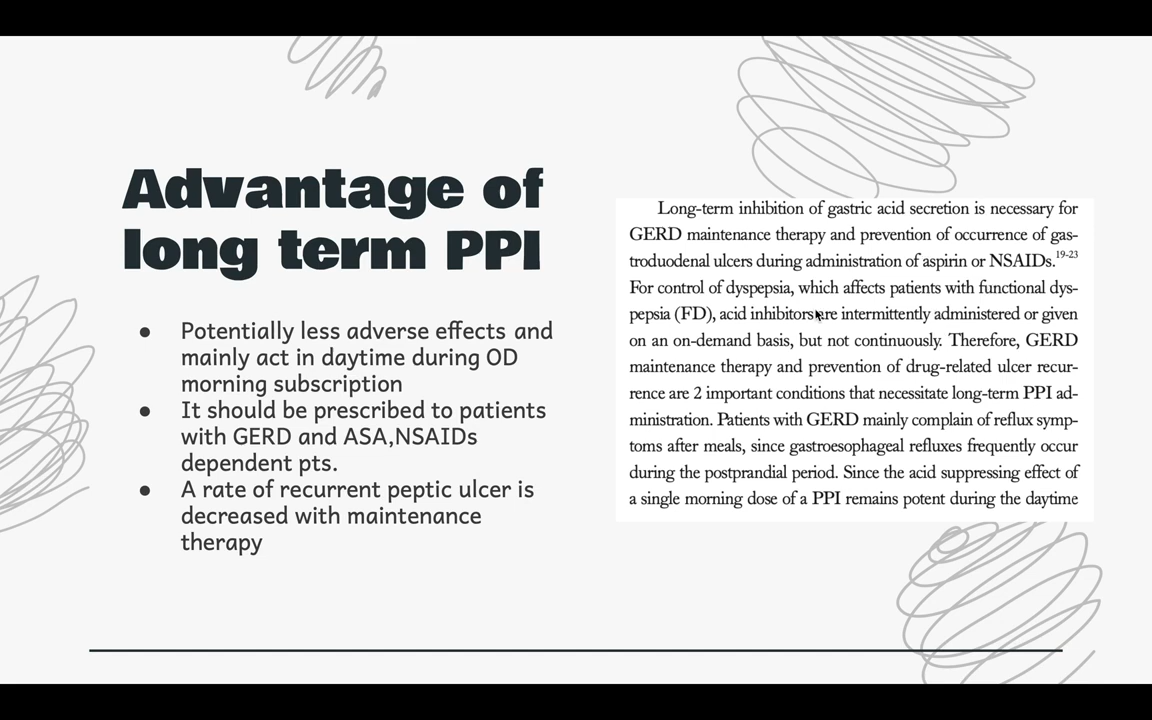 Advantage of
long term PPI
● Potentially less adverse effects and
mainly act in daytime during OD
morning subscription
● It should be prescribed to patients
with GERD and ASA,NSAIDs
dependent pts.
● A rate of recurrent peptic ulcer is
decreased with maintenance
therapy
Long-term inhibition of gastric acid secretion is necessary for
GERD maintenance therapy and prevention of occurrence of gas-
troduodenal ulcers during administration of aspirin or NSAIDs.19-23
For control of dyspepsia, which affects patients with functional dys-
pepsia (FD), acid inhibitors are intermittently administered or given
on an on-demand basis, but not continuously. Therefore, GERD
maintenance therapy and prevention of drug-related ulcer recur-
rence are 2 important conditions that necessitate long-term PPI ad-
ministration. Patients with GERD mainly complain of reflux symp-
toms after meals, since gastroesophageal refluxes frequently occur
during the postprandial period. Since the acid suppressing effect of
a single morning dose of a PPI remains potent during the daytime